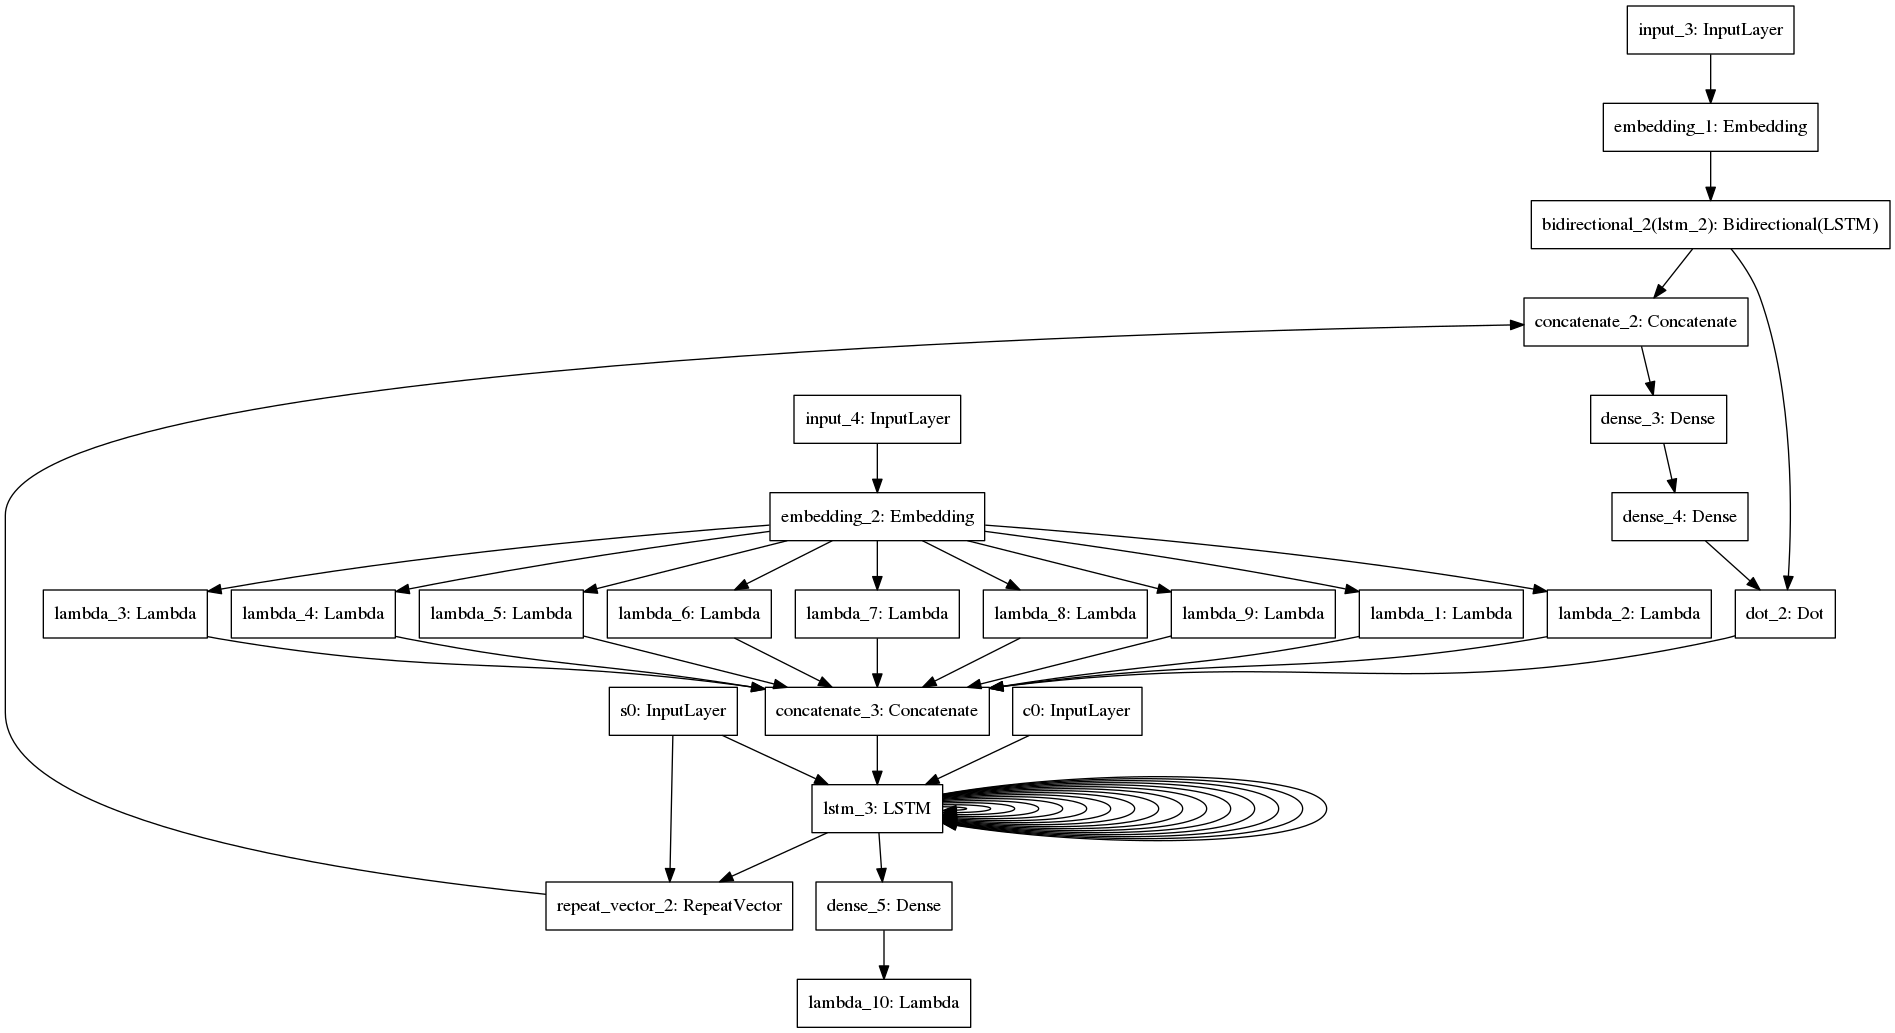 input_3: InputLayer
embedding_1: Embedding
bidirectional_2(lstm_2): Bidirectional(LSTM)
concatenate_2: Concatenate
input_4: InputLayer
dense_3: Dense
embedding_2: Embedding
dense_4: Dense
lambda_3: Lambda
lambda_4: Lambda
lambda_5: Lambda
lambda_6: Lambda
lambda_7: Lambda
lambda_8: Lambda
lambda_9: Lambda
lambda_1: Lambda
lambda_2: Lambda
dot_2: Dot
s0: InputLayer
concatenate_3: Concatenate
c0: InputLayer
lstm_3: LSTM
repeat_vector_2: RepeatVector
dense_5: Dense
lambda_10: Lambda